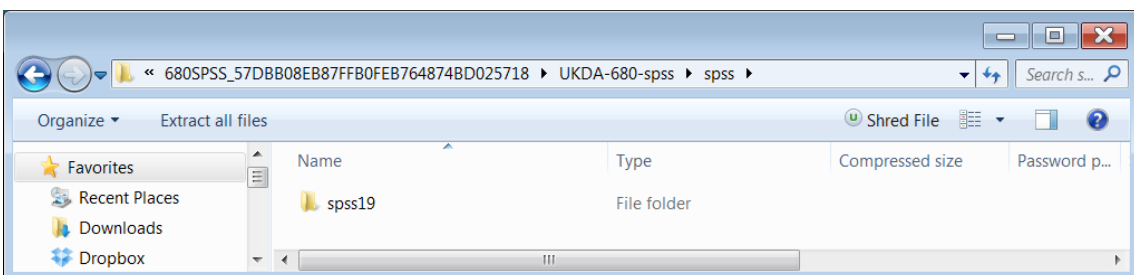 « 680SPSS_57DBB08EB87FFB0FEB764874BD025718 ▸ UKDA-680-spss ▸ spss ▸ Search s...
Organize Extract all files Shred File
Favorites
Recent Places
Downloads
Dropbox
Name Type Compressed size Password p...
spss19 File folder